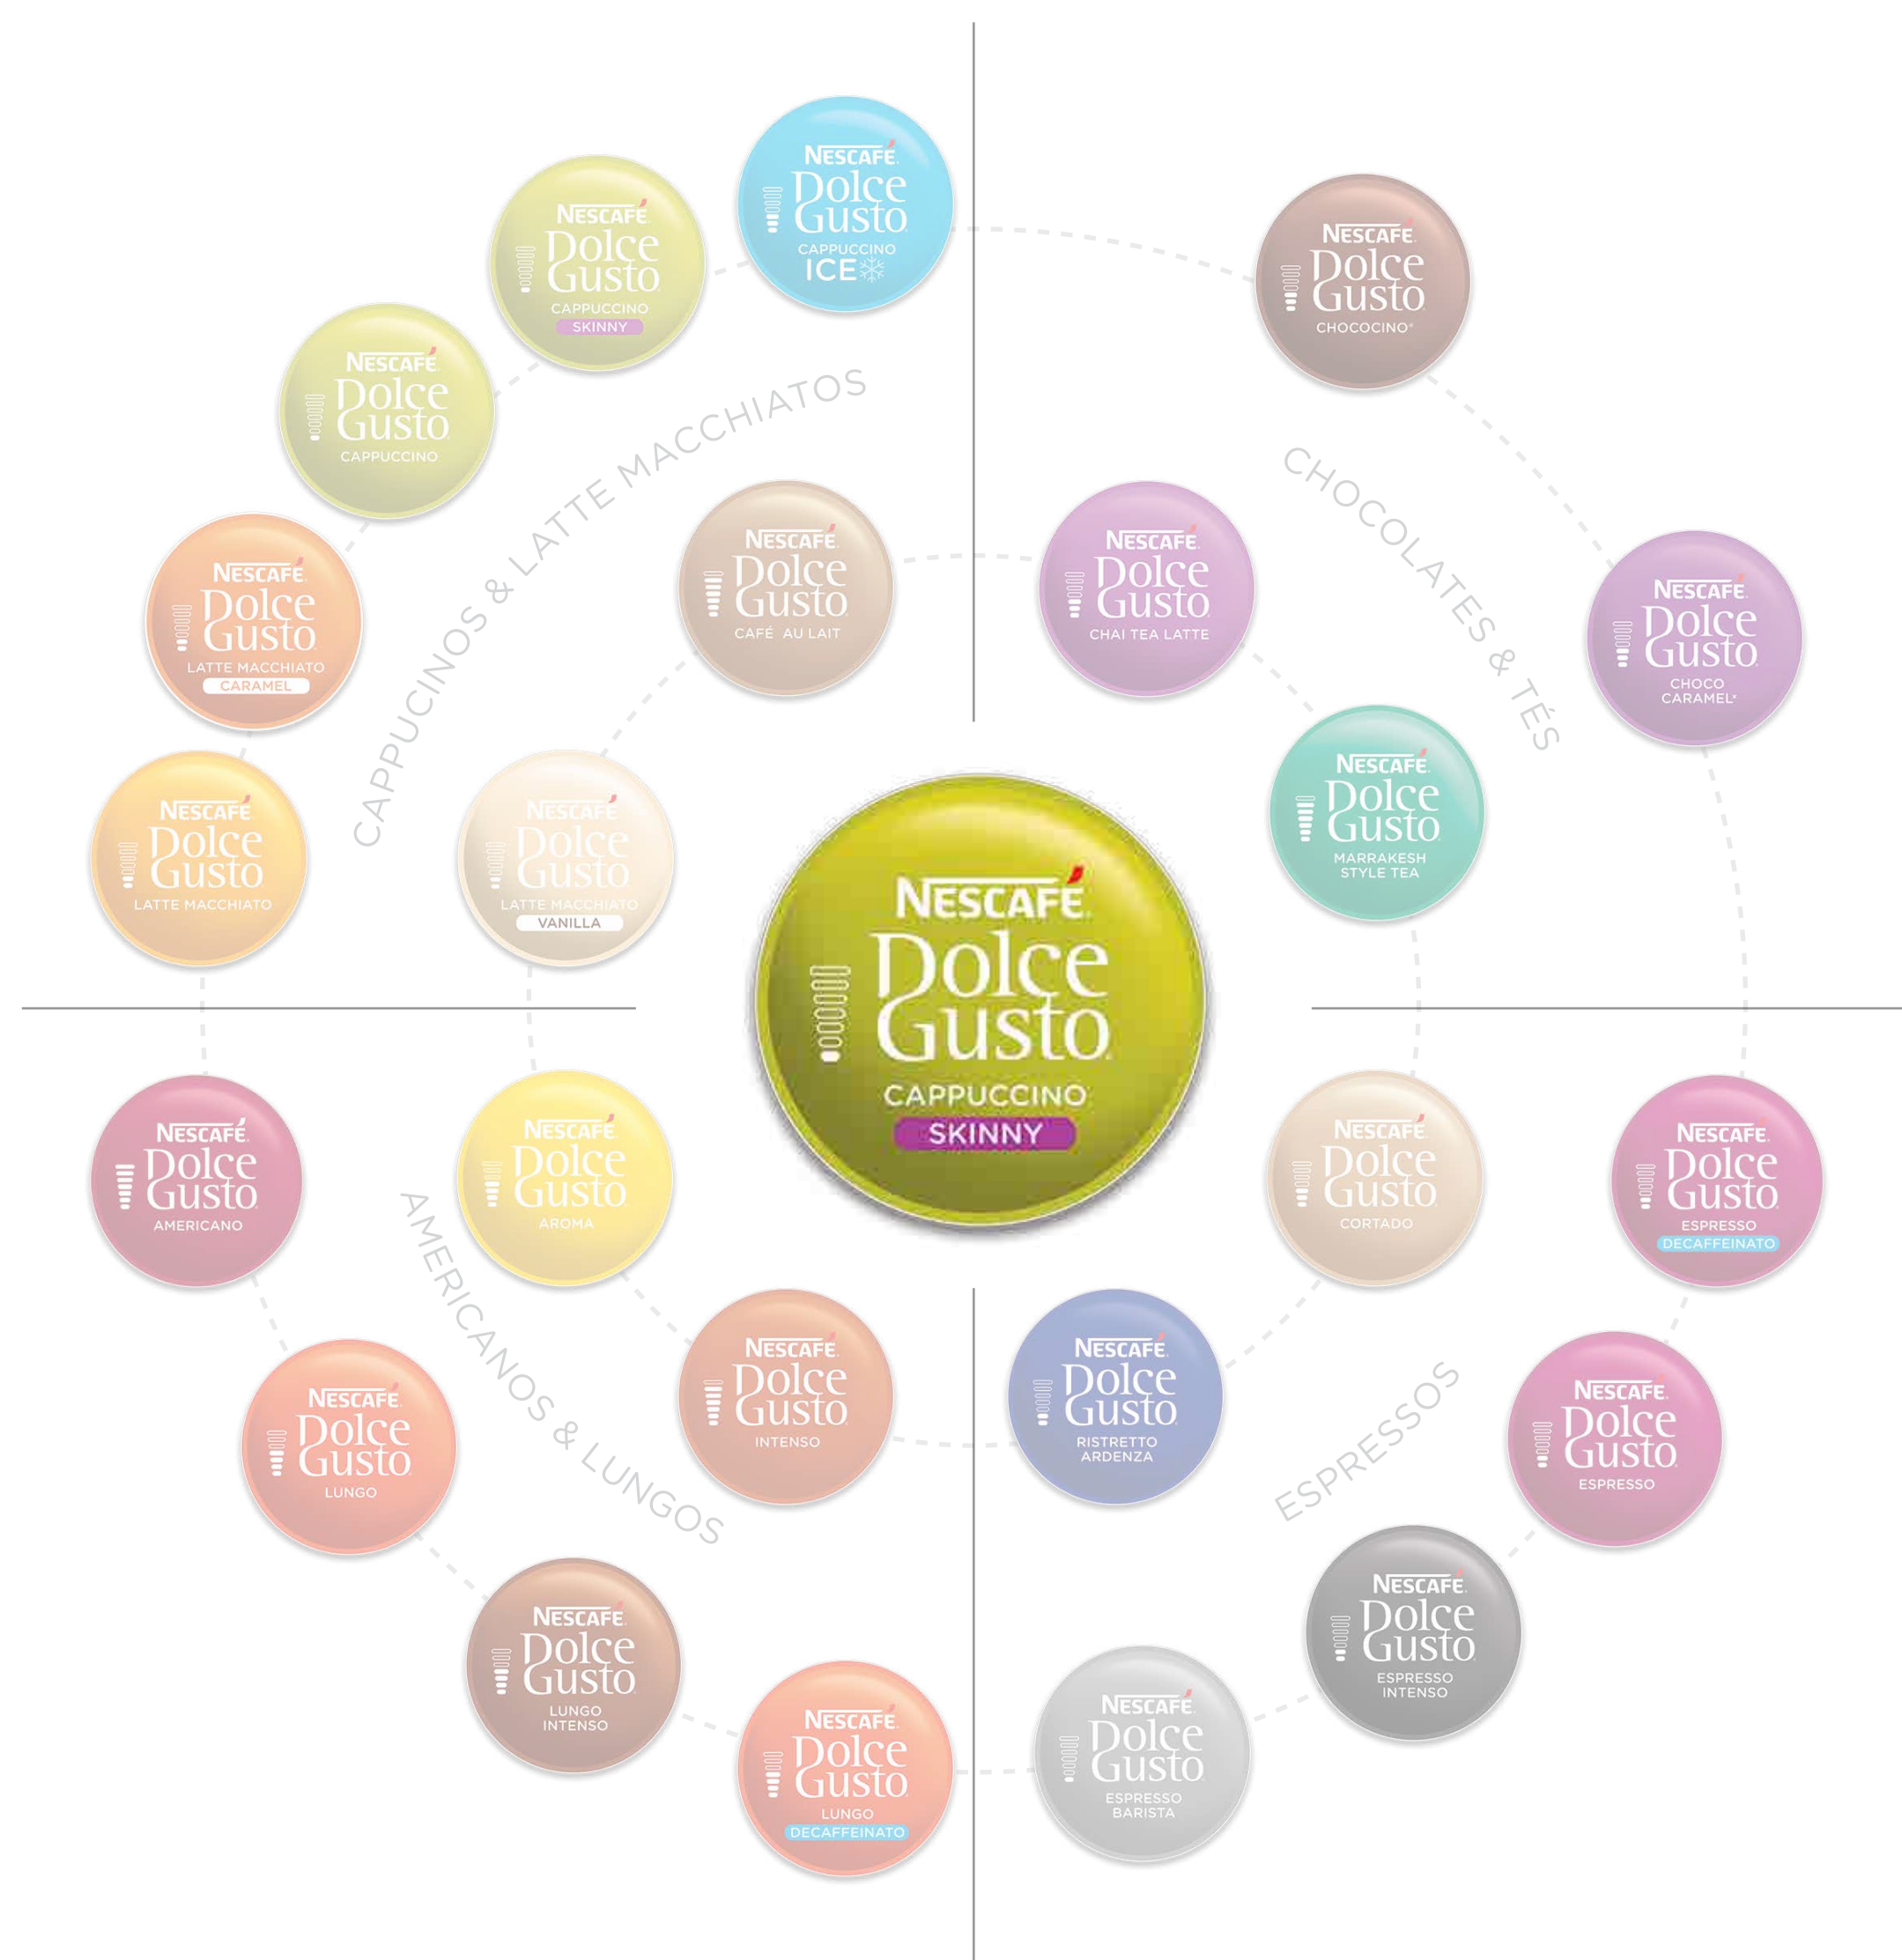 NESCAFÉ.
Dolce
Gusto
CAPPUCCINO
ICE
NESCAFÉ.
Dolce
Gusto
CAPPUCCINO
SKINNY
NESCAFÉ.
Dolce
Gusto
CAPPUCCINO
NESCAFÉ.
Dolce
Gusto
LATTE MACCHIATO
CARAMEL
NESCAFÉ
Dolce
Gusto
LATTE MACCHIATO
CAPPUCINOS & LATTE MACCHIATOS
NESCAFÉ.
Dolce
Gusto
CAFÉ AU LAIT
NESCAFÉ
Dolce
Gusto
LATTE MACCHIATO
VANILLA
NESCAFÉ.
Dolce
Gusto
CHOCOCINO®
CHOCOLATES & TÉS
NESCAFÉ.
Dolce
Gusto
CHAI TEA LATTE
NESCAFÉ.
Dolce
Gusto
CHOCO
CARAMEL*
NESCAFÉ.
Dolce
Gusto
MARRAKESH
STYLE TEA
NESCAFÉ.
Dolce
Gusto
CAPPUCCINO
SKINNY
NESCAFÉ.
Dolce
Gusto
AMERICANO
NESCAFÉ.
Dolce
Gusto
AROMA
AMERICANOS & LUNGOS
NESCAFÉ.
Dolce
Gusto
LUNGO
NESCAFÉ.
Dolce
Gusto
INTENSO
NESCAFÉ.
Dolce
Gusto
LUNGO
INTENSO
NESCAFÉ.
Dolce
Gusto
LUNGO
DECAFFEINATO
NESCAFÉ.
Dolce
Gusto
CORTADO
NESCAFÉ.
Dolce
Gusto
ESPRESSO
DECAFFEINATO
NESCAFÉ.
Dolce
Gusto
RISTRETTO
ARDENZA
ESPRESSOS
NESCAFÉ.
Dolce
Gusto
ESPRESSO
NESCAFÉ.
Dolce
Gusto
ESPRESSO
INTENSO
NESCAFÉ.
Dolce
Gusto
ESPRESSO
BARISTA